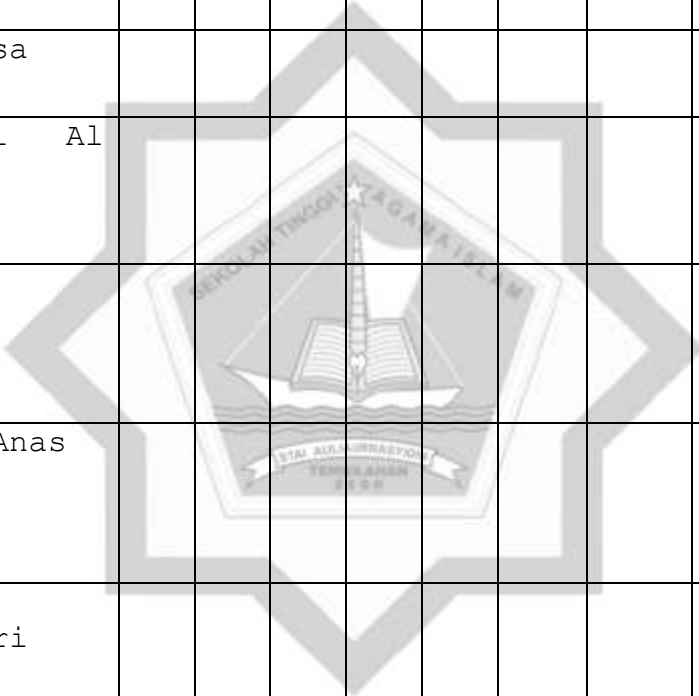 sa
Al
SEKOLAH TINGGI AGAMA ISLAM
Anas
STAI AULIAURRASYIDIN
TEMBILAHAN
ri